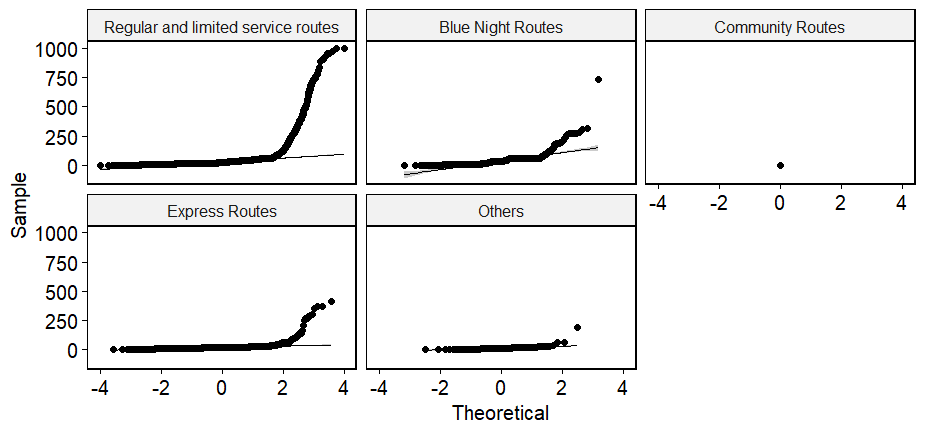 Regular and limited service routes
Blue Night Routes
Community Routes
1000
750
500
250
0
-4 -2 0 2 4
Express Routes
Others
1000
750
500
250
0
-4 -2 0 2 4
-4 -2 0 2 4
Sample
Theoretical